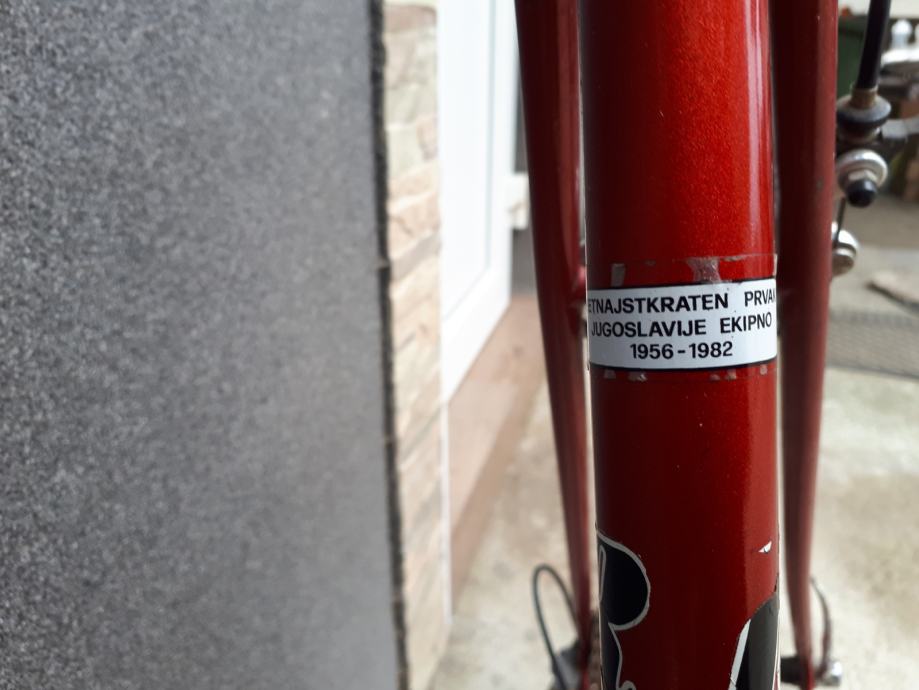 ETNAJSTKRATEN PRVAK
JUGOSLAVIJE EKIPNO
1956-1982